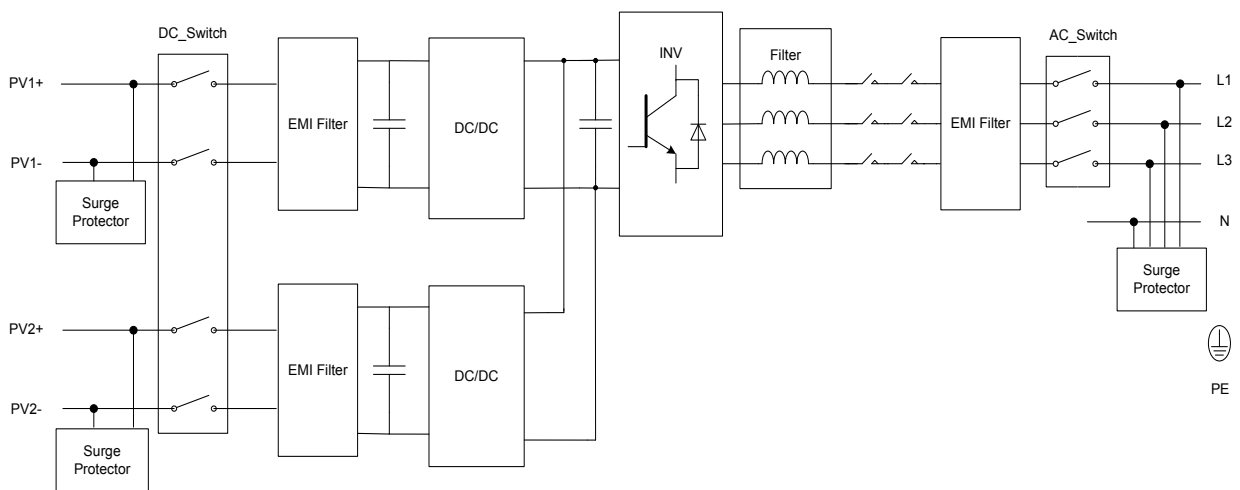 DC_Switch
PV1+
PV1-
Surge
Protector
EMI Filter
DC/DC
INV
Filter
EMI Filter
AC_Switch
L1
L2
L3
N
Surge
Protector
PE
PV2+
PV2-
Surge
Protector
EMI Filter
DC/DC